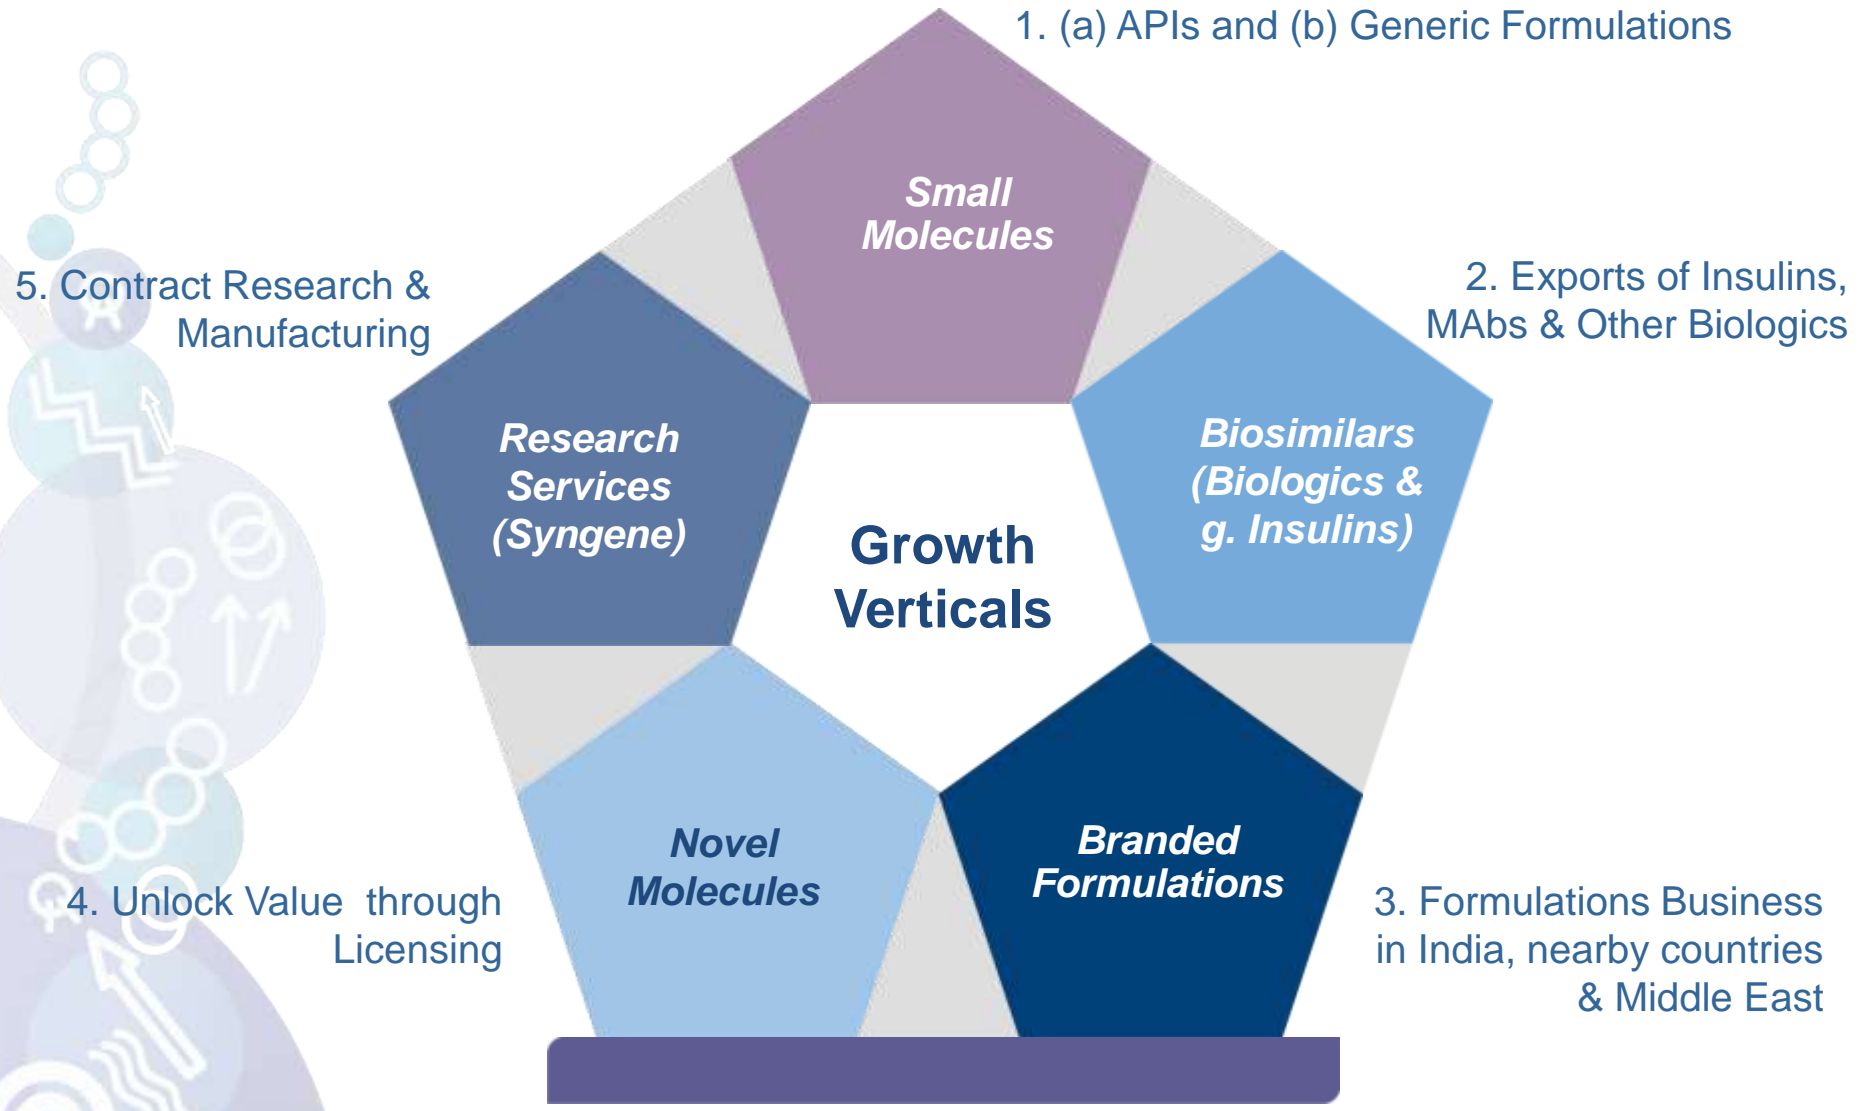 1. (a) APIs and (b) Generic Formulations
Small
Molecules
2. Exports of Insulins,
MAbs & Other Biologics
Biosimilars
(Biologics &
g. Insulins)
3. Formulations Business
in India, nearby countries
& Middle East
Branded
Formulations
4. Unlock Value  through
Licensing
Novel
Molecules
5. Contract Research &
Manufacturing
Research
Services
(Syngene)
Growth
Verticals